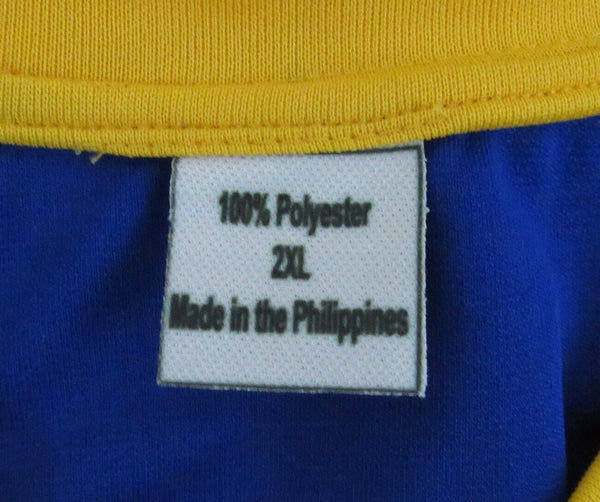 100% Polyester
2XL
Made in the Philippines